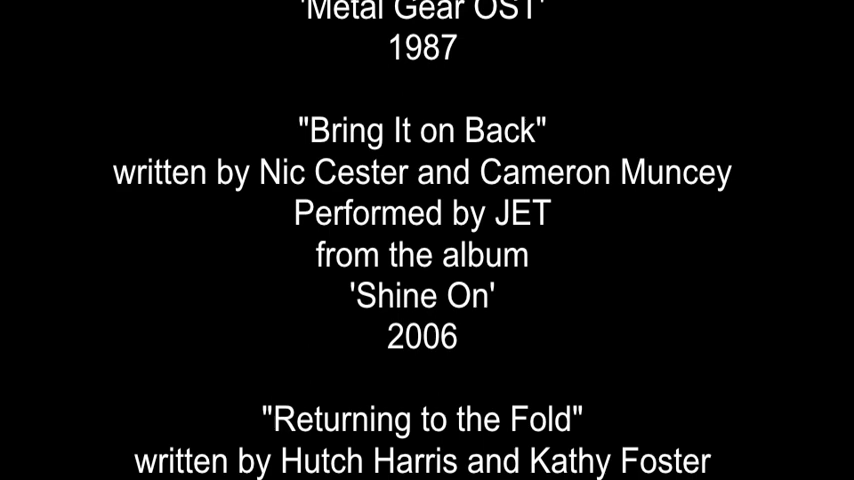 'Metal Gear OST'
1987
"Bring It on Back"
written by Nic Cester and Cameron Muncey
Performed by JET
from the album
'Shine On'
2006
"Returning to the Fold"
written by Hutch Harris and Kathy Foster